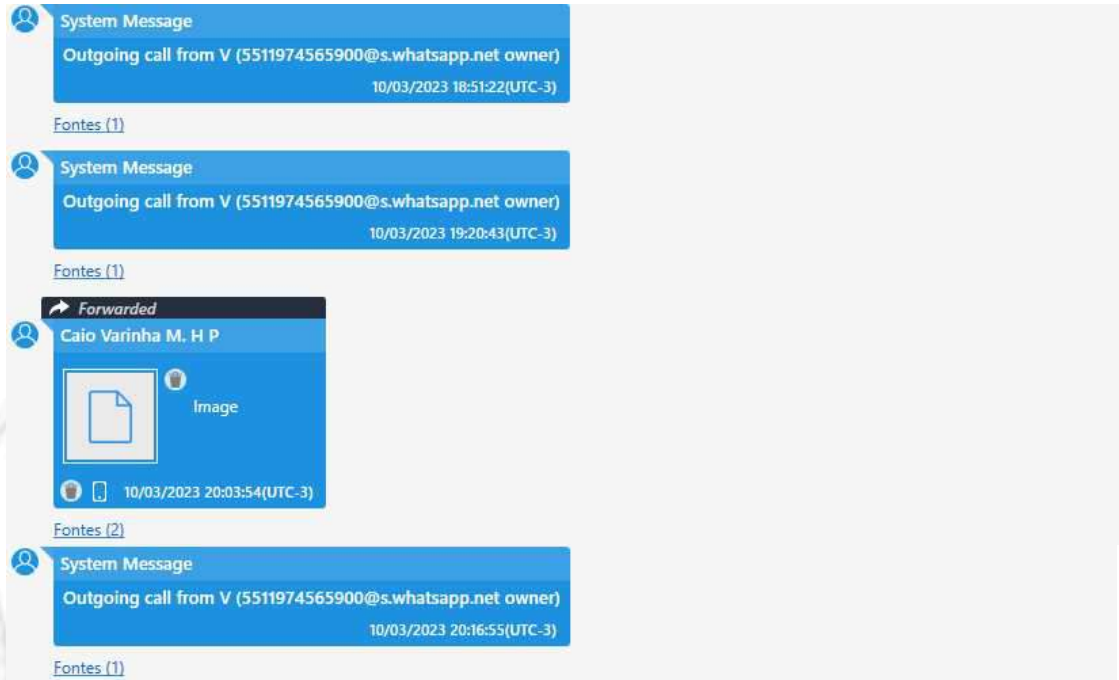 System Message
Outgoing call from V (5511974565900@s.whatsapp.net owner)
10/03/2023 18:51:22(UTC-3)
Fontes (1)
System Message
Outgoing call from V (5511974565900@s.whatsapp.net owner)
10/03/2023 19:20:43(UTC-3)
Fontes (1)
Forwarded
Caio Varinha M. H P
Image
10/03/2023 20:03:54(UTC-3)
Fontes (2)
System Message
Outgoing call from V (5511974565900@s.whatsapp.net owner)
10/03/2023 20:16:55(UTC-3)
Fontes (1)